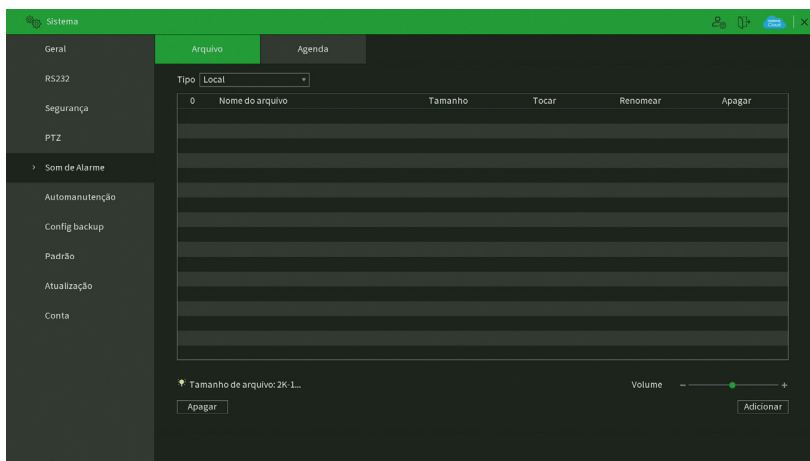 Sistema
Cloud
Geral
RS232
Segurança
PTZ
Som de Alarme
Automanutenção
Config backup
Padrão
Atualização
Conta
Arquivo Agenda
Tipo Local
0 Nome do arquivo Tamanho Tocar Renomear Apagar
Tamanho de arquivo: 2K-1...
Volume - +
Apagar Adicionar